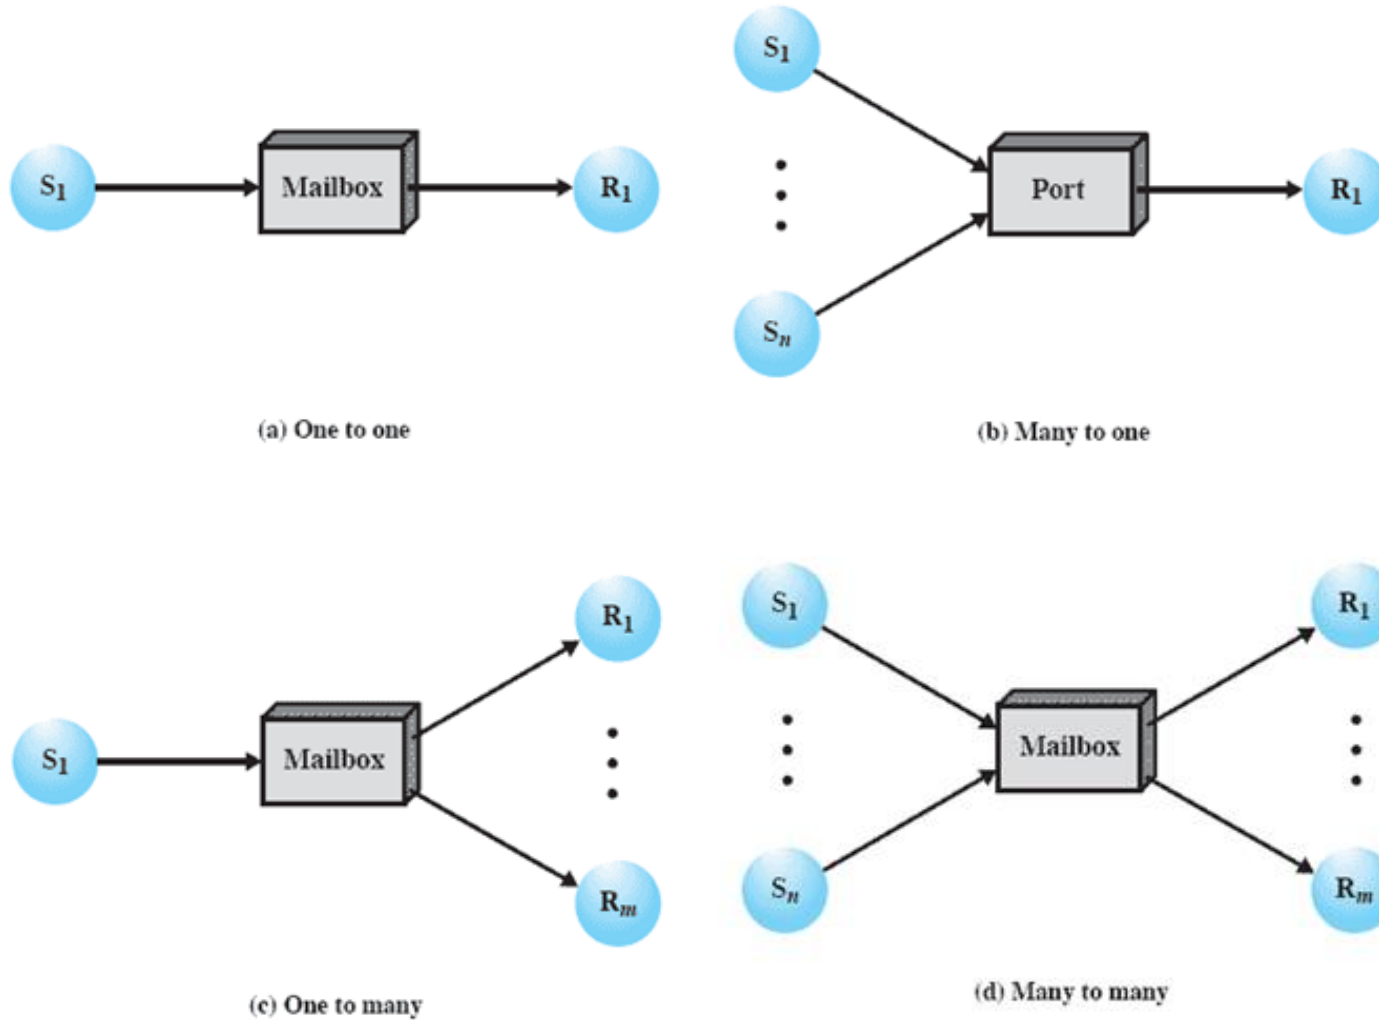 S1
Mailbox
R1
(a) One to one
S1
Sn
Port
R1
(b) Many to one
S1
Mailbox
R1
Rm
(c) One to many
S1
Sn
Mailbox
R1
Rm
(d) Many to many